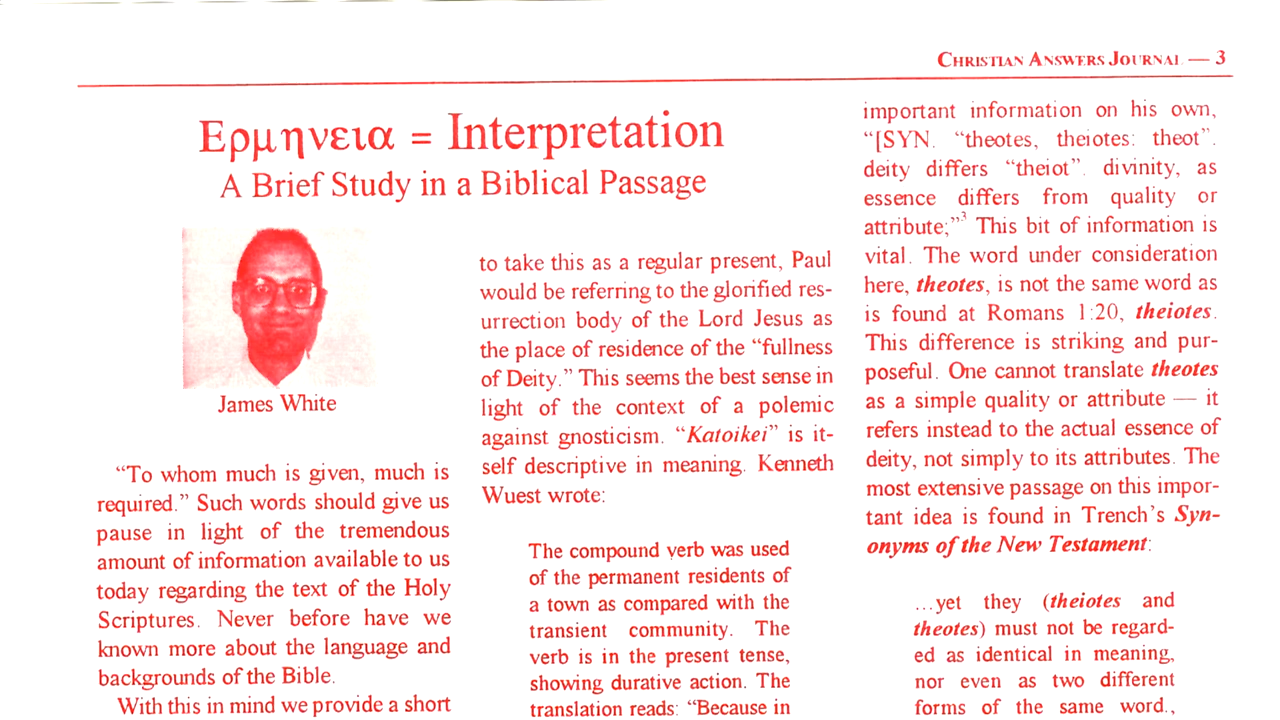 CHRISTIAN ANSWERS JOURNAL — 3
Ερμηνεια = Interpretation
A Brief Study in a Biblical Passage
James White
“To whom much is given, much is
required.” Such words should give us
pause in light of the tremendous
amount of information available to us
today regarding the text of the Holy
Scriptures. Never before have we
known more about the language and
backgrounds of the Bible.
With this in mind we provide a short
to take this as a regular present, Paul
would be referring to the glorified res-
urrection body of the Lord Jesus as
the place of residence of the “fullness
of Deity.” This seems the best sense in
light of the context of a polemic
against gnosticism. “Katoikei” is it-
self descriptive in meaning. Kenneth
Wuest wrote:
The compound verb was used
of the permanent residents of
a town as compared with the
transient community. The
verb is in the present tense,
showing durative action. The
translation reads: “Because in
important information on his own,
“[SYN. “theotes, theiotes: theot”.
deity differs “theiot”. divinity, as
essence differs from quality or
attribute;”3 This bit of information is
vital. The word under consideration
here, theotes, is not the same word as
is found at Romans 1:20, theiotes.
This difference is striking and pur-
poseful. One cannot translate theotes
as a simple quality or attribute — it
refers instead to the actual essence of
deity, not simply to its attributes. The
most extensive passage on this impor-
tant idea is found in Trench’s Syn-
onyms of the New Testament:
...yet they (theiotes and
theotes) must not be regard-
ed as identical in meaning,
nor even as two different
forms of the same word.,